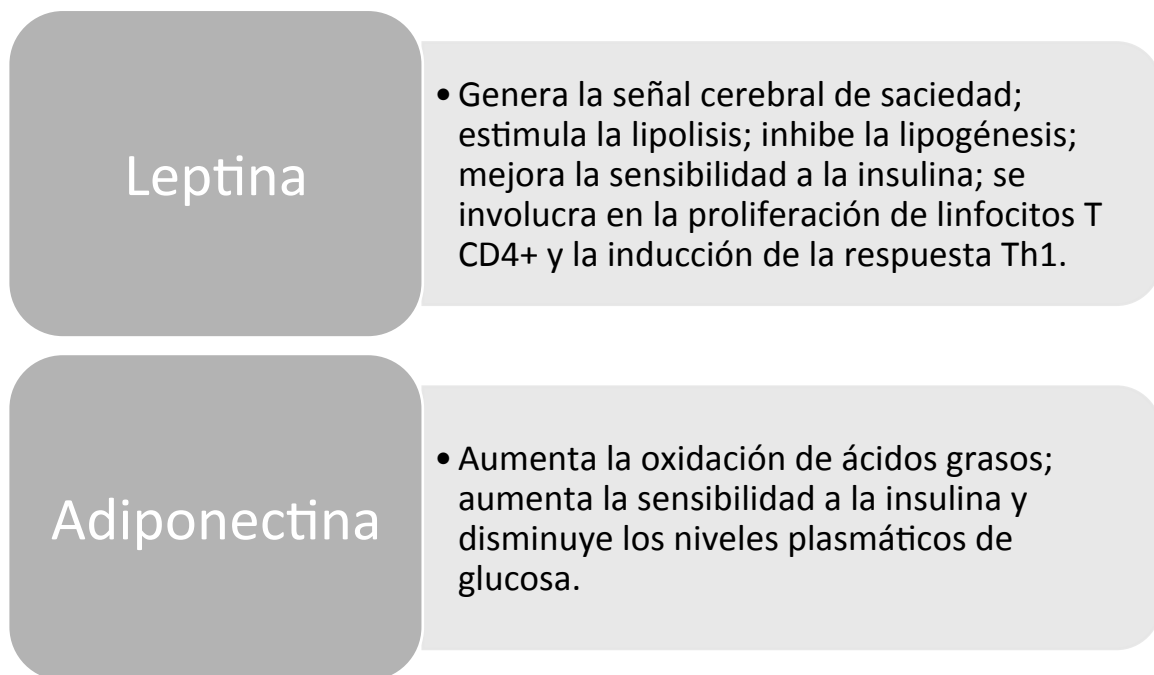 Leptina
• Genera la señal cerebral de saciedad;
estimula la lipolisis; inhibe la lipogénesis;
mejora la sensibilidad a la insulina; se
involucra en la proliferación de linfocitos T
CD4+ y la inducción de la respuesta Th1.
Adiponectina
• Aumenta la oxidación de ácidos grasos;
aumenta la sensibilidad a la insulina y
disminuye los niveles plasmáticos de
glucosa.